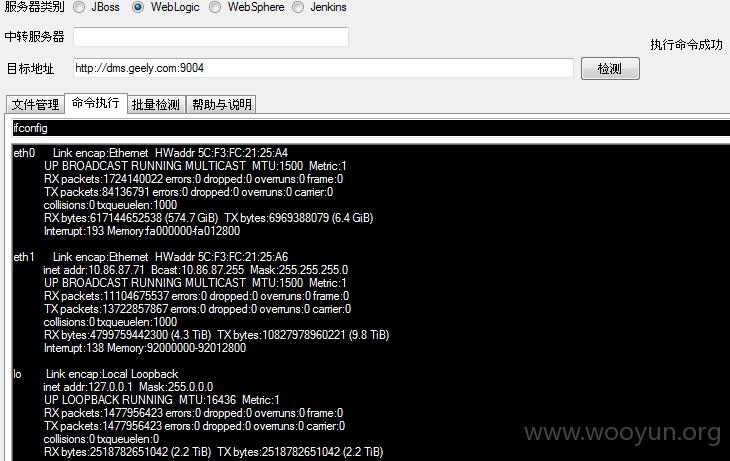 服务器类别 JBoss WebLogic WebSphere Jenkins
中转服务器
执行命令成功
目标地址 http://dms.geely.com:9004 检测
文件管理 命令执行 批量检测 帮助与说明
ifconfig
eth0 Link encap:Ethernet HWaddr 5C:F3:FC:21:25:A4
UP BROADCAST RUNNING MULTICAST MTU:1500 Metric:1
RX packets:1724140022 errors:0 dropped:0 overruns:0 frame:0
TX packets:84136791 errors:0 dropped:0 overruns:0 carrier:0
collisions:0 txqueuelen:1000
RX bytes:617144652538 (574.7 GiB) TX bytes:6969388079 (6.4 GiB)
Interrupt:193 Memory:fa000000-fa012800
eth1 Link encap:Ethernet HWaddr 5C:F3:FC:21:25:A6
inet addr:10.86.87.71 Bcast:10.86.87.255 Mask:255.255.255.0
UP BROADCAST RUNNING MULTICAST MTU:1500 Metric:1
RX packets:11104675537 errors:0 dropped:0 overruns:0 frame:0
TX packets:13722857867 errors:0 dropped:0 overruns:0 carrier:0
collisions:0 txqueuelen:1000
RX bytes:4799759442300 (4.3 TiB) TX bytes:10827978960221 (9.8 TiB)
Interrupt:138 Memory:92000000-92012800
lo Link encap:Local Loopback
inet addr:127.0.0.1 Mask:255.0.0.0
UP LOOPBACK RUNNING MTU:16436 Metric:1
RX packets:1477956423 errors:0 dropped:0 overruns:0 frame:0
TX packets:1477956423 errors:0 dropped:0 overruns:0 carrier:0
collisions:0 txqueuelen:0
RX bytes:2518782651042 (2.2 TiB) TX bytes:2518782651042 (2.2 TiB)
www.wooyun.org